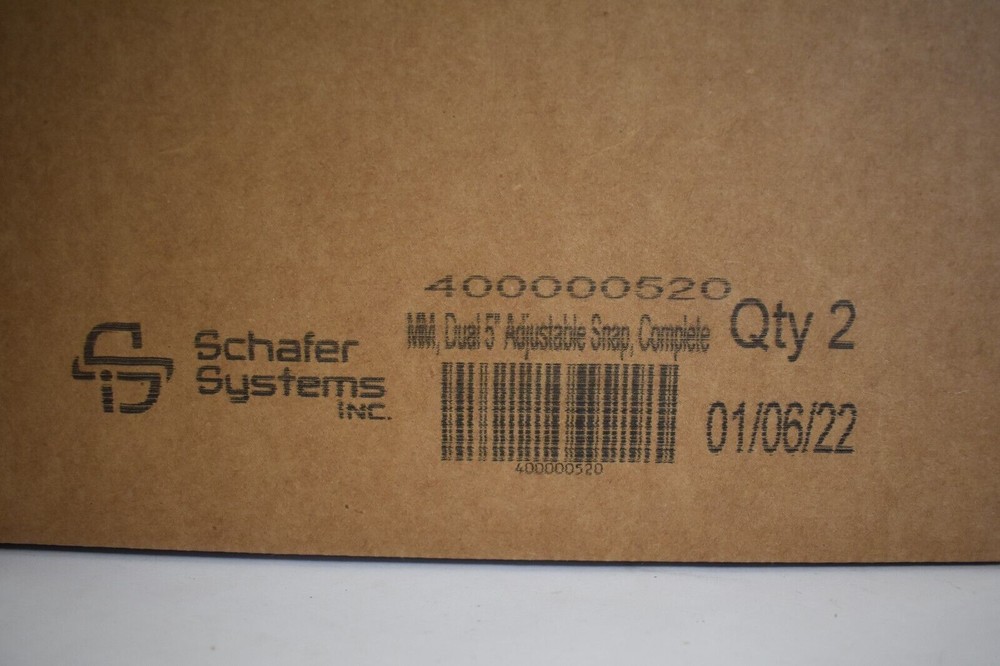 Schafer
Systems
INC.
400000520
MM, Dual 5" Adjustable Snap, Complete
Qty 2
400000520
01/06/22